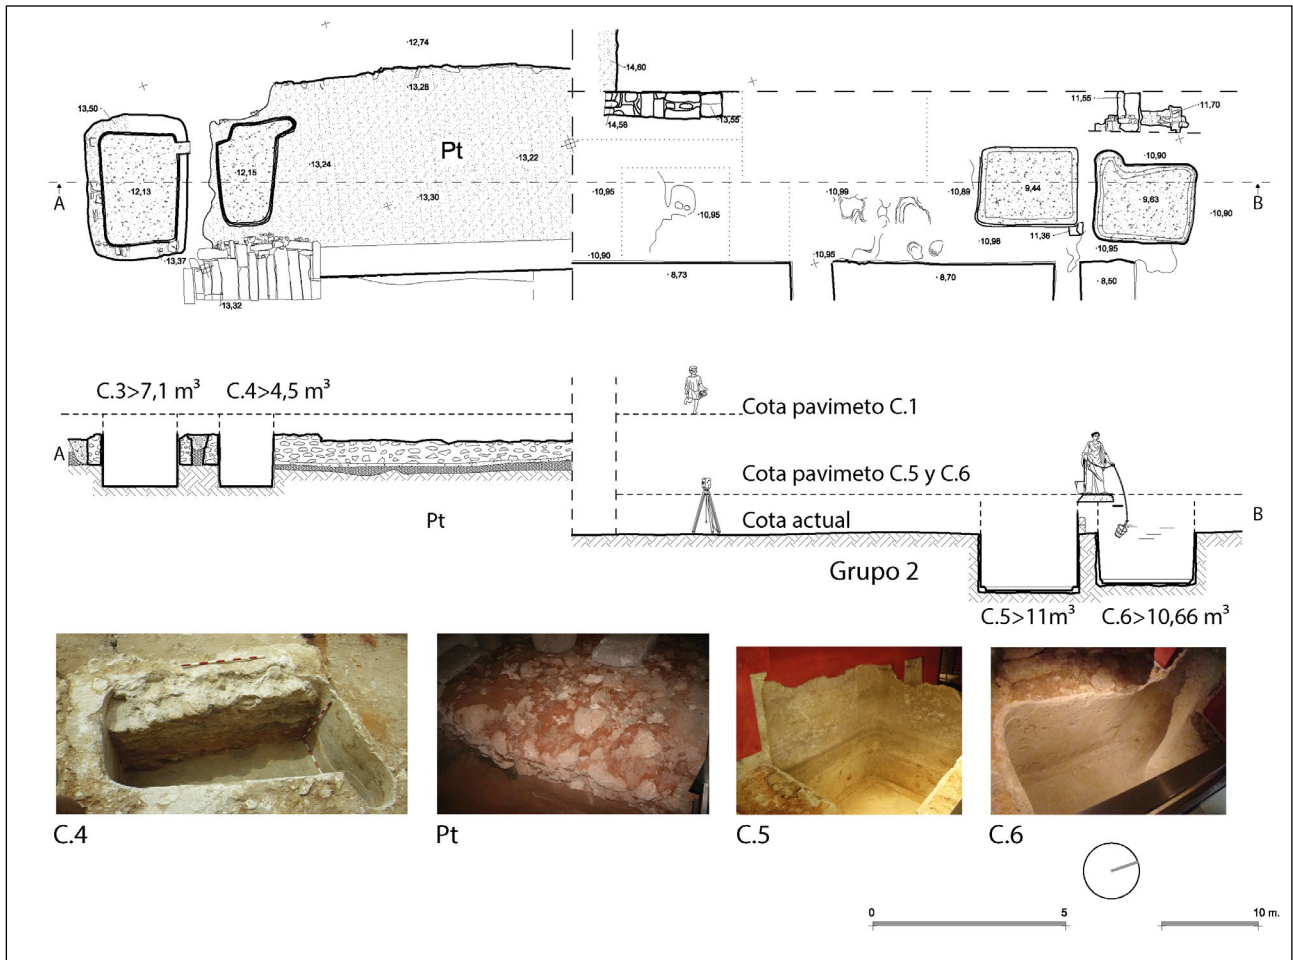 12,74
13,28
14,60
13,50
14,56
13,55
11,55
11,70
Pt
13,24
13,22
12,13
12,15
10,90
10,95
10,99
10,89
9,44
9,63
A
13,30
10,95
B
10,90
11,36
13,37
10,90
10,95
10,98
10,95
8,73
8,70
8,50
13,32
C.3>7,1 m³
C.4>4,5 m³
Cota pavimeto C.1
A
Cota pavimeto C.5 y C.6
Pt
Cota actual
B
Grupo 2
C.5>11m³
C.6>10,66 m³
C.4
Pt
C.5
C.6
0
5
10 m.